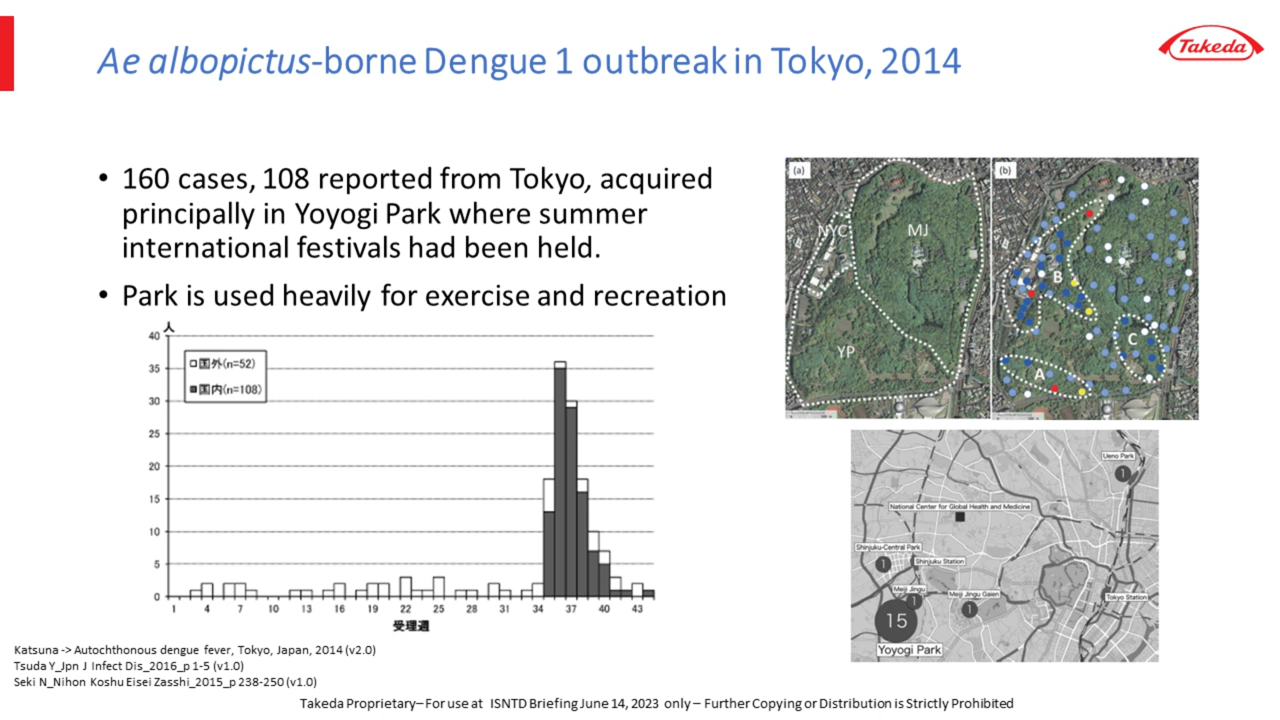 Ae albopictus-borne Dengue 1 outbreak in Tokyo, 2014
Takeda
• 160 cases, 108 reported from Tokyo, acquired
principally in Yoyogi Park where summer
international festivals had been held.
• Park is used heavily for exercise and recreation
人
40
35
30
25
20
15
10
5
0
国外(n=52)
国内(n=108)
1 4 7 10 13 16 19 22 25 28 31 34 37 40 43
受理週
(a)
NYC
MJ
YP
(b)
B
C
A
Ueno Park
1
National Center for Global Health and Medicine
Shinjuku-Central Park
1
Shinjuku Station
Meiji Jingu
1
Meiji Jingu Gaien
1
Tokyo Station
15
Yoyogi Park
Katsuna -> Autochthonous dengue fever, Tokyo, Japan, 2014 (v2.0)
Tsuda Y_Jpn J Infect Dis_2016_p 1-5 (v1.0)
Seki N_Nihon Koshu Eisei Zasshi_2015_p 238-250 (v1.0)
Takeda Proprietary– For use at ISNTD Briefing June 14, 2023 only – Further Copying or Distribution is Strictly Prohibited